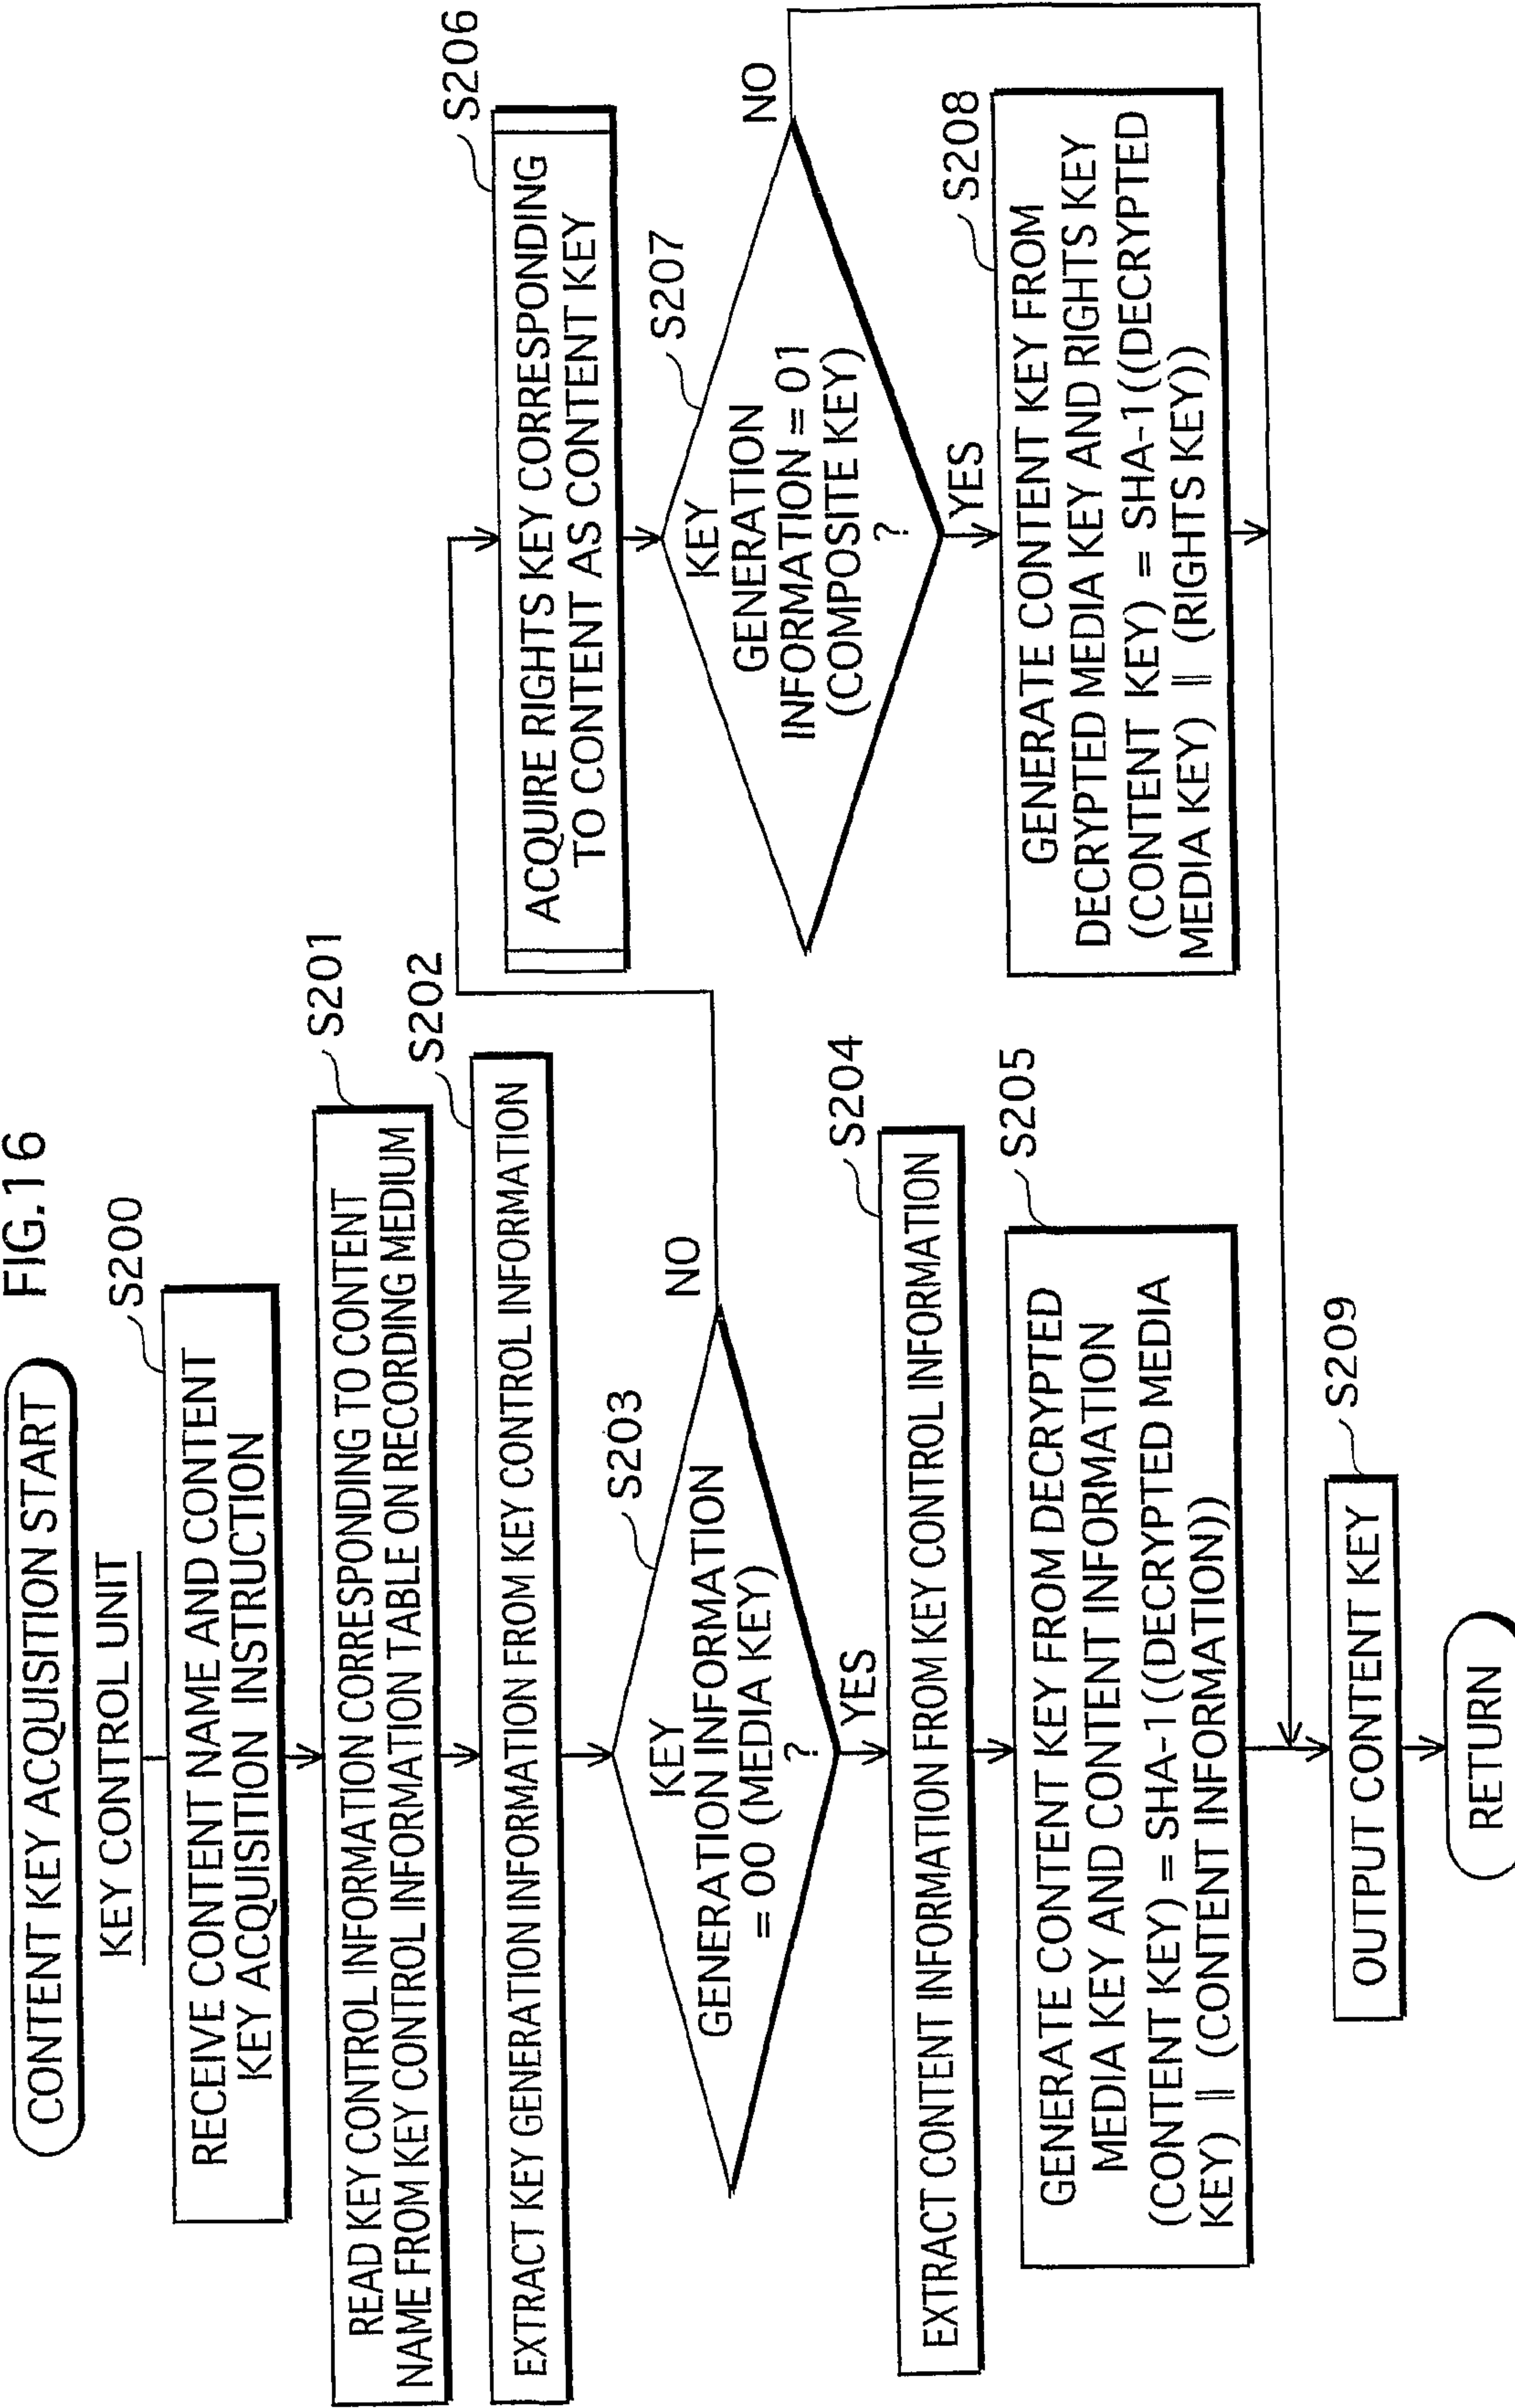 FIG.16
CONTENT KEY ACQUISITION START
KEY CONTROL UNIT
S200
RECEIVE CONTENT NAME AND CONTENT
KEY ACQUISITION INSTRUCTION
S201
READ KEY CONTROL INFORMATION CORRESPONDING TO CONTENT
NAME FROM KEY CONTROL INFORMATION TABLE ON RECORDING MEDIUM
S202
EXTRACT KEY GENERATION INFORMATION FROM KEY CONTROL INFORMATION
S203
KEY
GENERATION INFORMATION
= 00 (MEDIA KEY)
?
NO
YES
S204
EXTRACT CONTENT INFORMATION FROM KEY CONTROL INFORMATION
S205
GENERATE CONTENT KEY FROM DECRYPTED
MEDIA KEY AND CONTENT INFORMATION
(CONTENT KEY) = SHA-1((DECRYPTED MEDIA
KEY) || (CONTENT INFORMATION))
S206
ACQUIRE RIGHTS KEY CORRESPONDING
TO CONTENT AS CONTENT KEY
S207
KEY
GENERATION
INFORMATION = 01
(COMPOSITE KEY)
?
NO
YES
S208
GENERATE CONTENT KEY FROM
DECRYPTED MEDIA KEY AND RIGHTS KEY
(CONTENT KEY) = SHA-1((DECRYPTED
MEDIA KEY) || (RIGHTS KEY))
S209
OUTPUT CONTENT KEY
RETURN